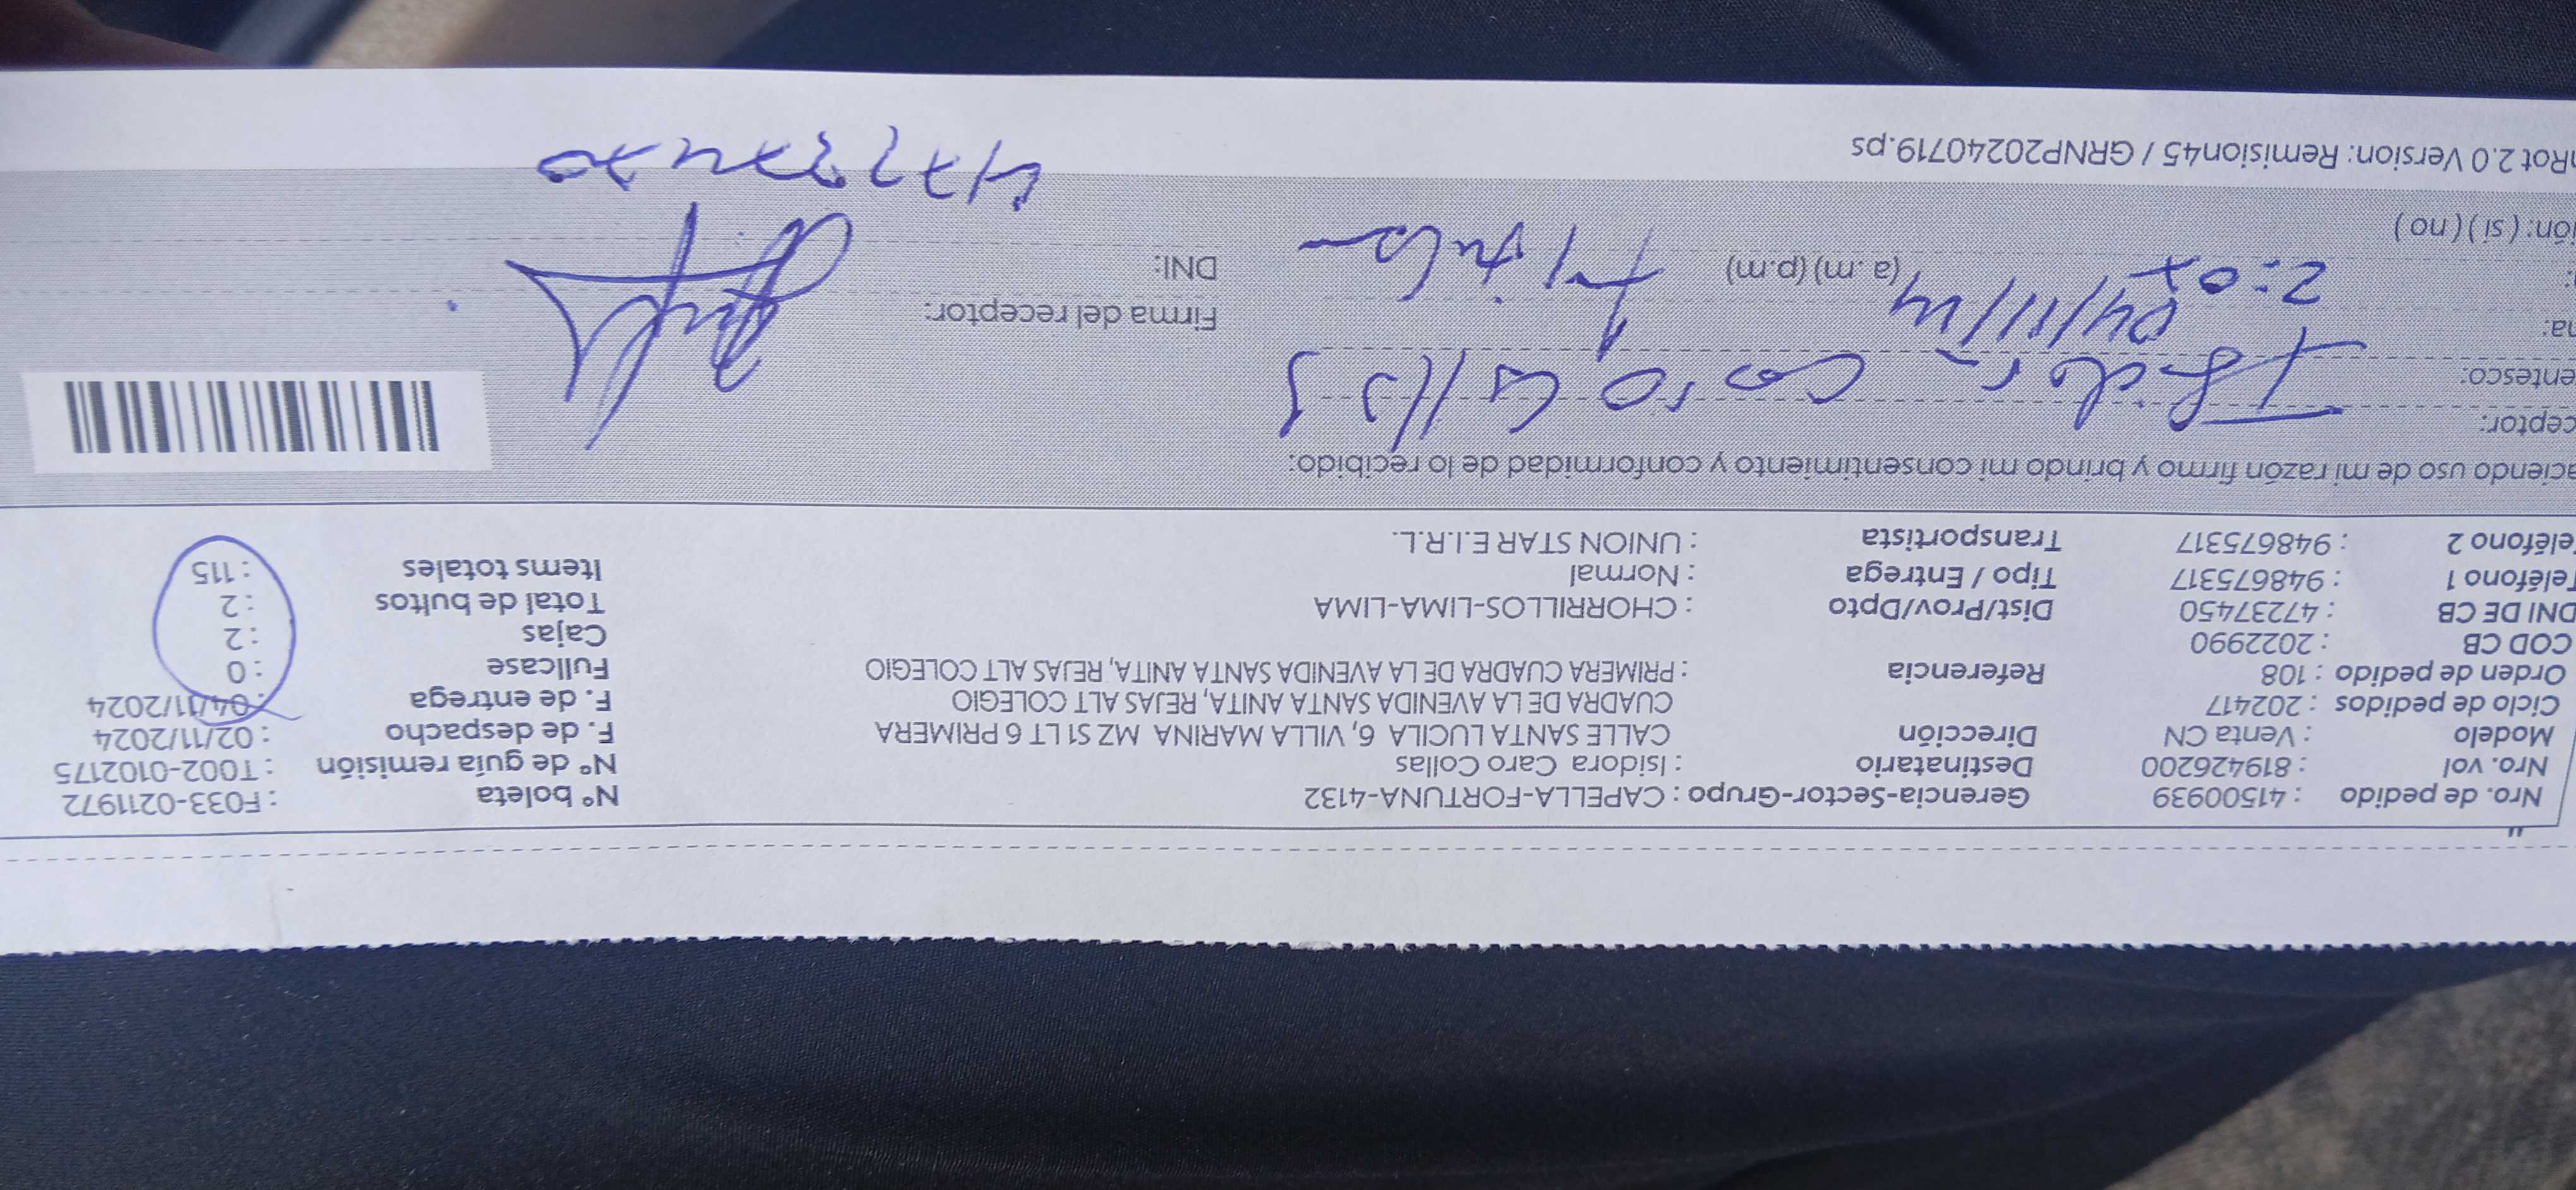 Nro. de pedido : 41500939 Gerencia-Sector-Grupo : CAPELLA-FORTUNA-4132 N° boleta : F033-0211972
Nro. vol : 819426200 Destinatario : Isidora Caro Collas N° de guía remisión : T002-0102175
Modelo : Venta CN Dirección CALLE SANTA LUCILA 6, VILLA MARINA MZ S1 LT 6 PRIMERA F. de despacho : 02/11/2024
Ciclo de pedidos : 202417 CUADRA DE LA AVENIDA SANTA ANITA, REJAS ALT COLEGIO F. de entrega : 04/11/2024
Orden de pedido : 108 Referencia : PRIMERA CUADRA DE LA AVENIDA SANTA ANITA, REJAS ALT COLEGIO Fullcase : 0
COD CB : 2022990 Cajas : 2
DNI DE CB : 47237450 Dist/Prov/Dpto : CHORRILLOS-LIMA-LIMA Total de bultos : 2
Teléfono 1 : 948675317 Tipo / Entrega : Normal Items totales : 115
Teléfono 2 : 948675317 Transportista : UNION STAR E.I.R.L.
aciendo uso de mi razón firmo y brindo mi consentimiento y conformidad de lo recibido:
ceptor: Isidora Caro Collas
entesco: Titular
na: 04/11/24 Firma del receptor:
: 2:07 (a. m) (p.m) DNI:
ión: ( si ) ( no )
nRot 2.0 Version: Remision45 / GRNP20240719.ps